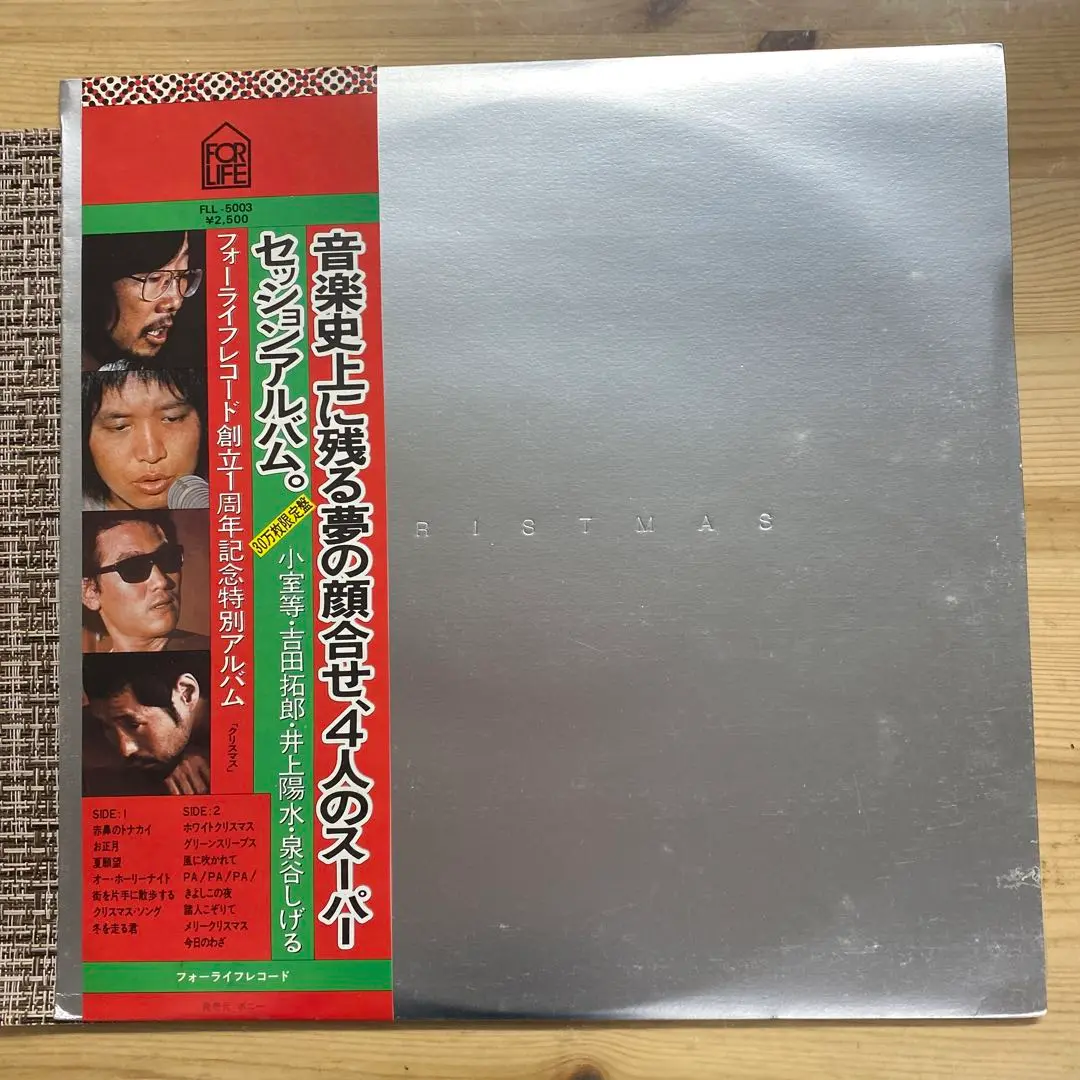 FOR
LIFE
FLL-5003
¥2,500
音楽史上に残る夢の顔合せ、4人のスーパー
セッションアルバム。
30万枚限定盤
小室等・吉田拓郎・井上陽水・泉谷しげる
フォーライフレコード創立1周年記念特別アルバム
「クリスマス」
RISTMAS
SIDE:1
赤鼻のトナカイ
お正月
夏願望
オー・ホーリーナイト
街を片手に散歩する
クリスマス・ソング
冬を走る君
SIDE:2
ホワイトクリスマス
グリーンスリーブス
風に吹かれて
PA/PA/PA/
きよしこの夜
諸人こぞりて
メリークリスマス
今日のわざ
フォーライフレコード
発売元 ポニー